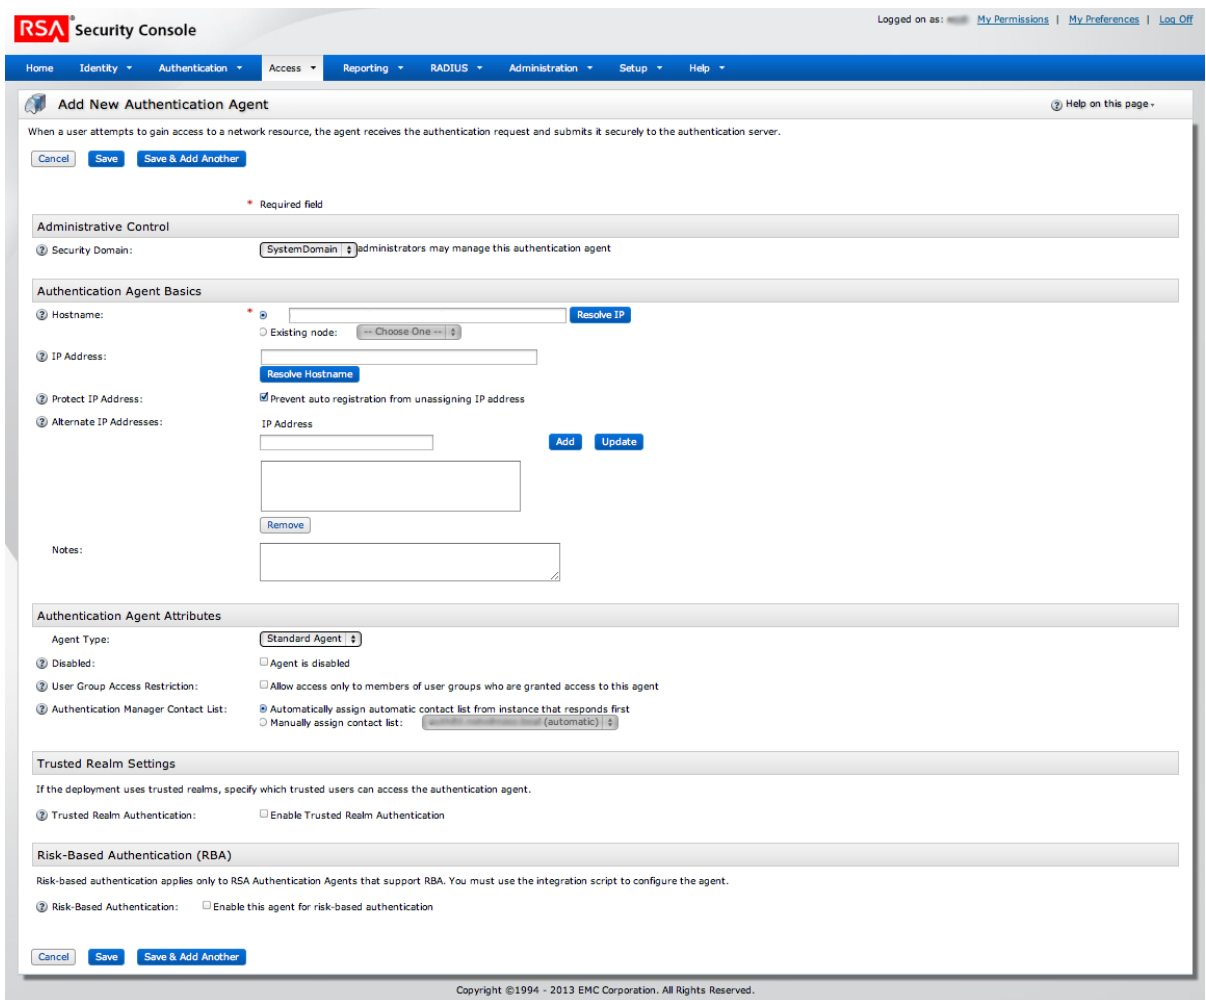 RSA® Security Console
Logged on as: My Permissions | My Preferences | Log Off
Home Identity Authentication Access Reporting RADIUS Administration Setup Help
Add New Authentication Agent
? Help on this page
When a user attempts to gain access to a network resource, the agent receives the authentication request and submits it securely to the authentication server.
Cancel Save Save & Add Another
* Required field
Administrative Control
? Security Domain: SystemDomain administrators may manage this authentication agent
Authentication Agent Basics
? Hostname: * Resolve IP
Existing node: -- Choose One --
? IP Address:
Resolve Hostname
? Protect IP Address: Prevent auto registration from unassigning IP address
? Alternate IP Addresses: IP Address
Add Update
Remove
Notes:
Authentication Agent Attributes
Agent Type: Standard Agent
? Disabled: Agent is disabled
? User Group Access Restriction: Allow access only to members of user groups who are granted access to this agent
? Authentication Manager Contact List: Automatically assign automatic contact list from instance that responds first
Manually assign contact list: (automatic)
Trusted Realm Settings
If the deployment uses trusted realms, specify which trusted users can access the authentication agent.
? Trusted Realm Authentication: Enable Trusted Realm Authentication
Risk-Based Authentication (RBA)
Risk-based authentication applies only to RSA Authentication Agents that support RBA. You must use the integration script to configure the agent.
? Risk-Based Authentication: Enable this agent for risk-based authentication
Cancel Save Save & Add Another
Copyright ©1994 - 2013 EMC Corporation. All Rights Reserved.